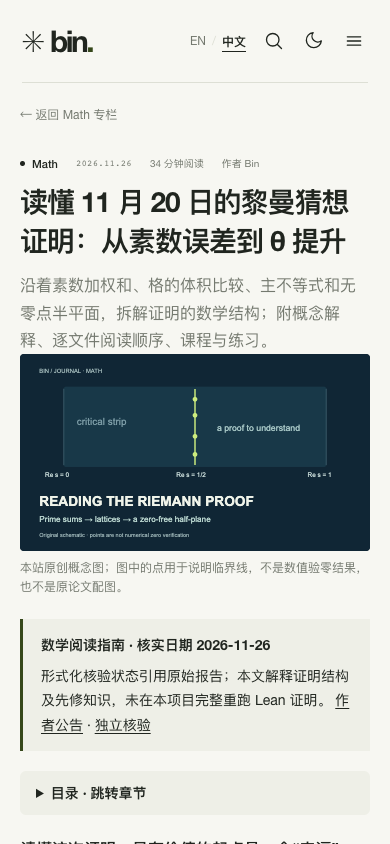 bin.
EN / 中文
← 返回 Math 专栏
Math 2026.11.26 34 分钟阅读 作者 Bin
读懂 11 月 20 日的黎曼猜想
证明：从素数误差到 θ 提升
沿着素数加权和、格的体积比较、主不等式和无
零点半平面，拆解证明的数学结构；附概念解
释、逐文件阅读顺序、课程与练习。
BIN / JOURNAL · MATH
critical strip
a proof to understand
Re s = 0 Re s = 1/2 Re s = 1
READING THE RIEMANN PROOF
Prime sums → lattices → a zero-free half-plane
Original schematic · points are not numerical zero verification
本站原创概念图；图中的点用于说明临界线，不是数值验零结果，
也不是原论文配图。
数学阅读指南 · 核实日期 2026-11-26
形式化核验状态引用原始报告；本文解释证明结构
及先修知识，未在本项目完整重跑 Lean 证明。 作
者公告 · 独立核验
目录 · 跳转章节